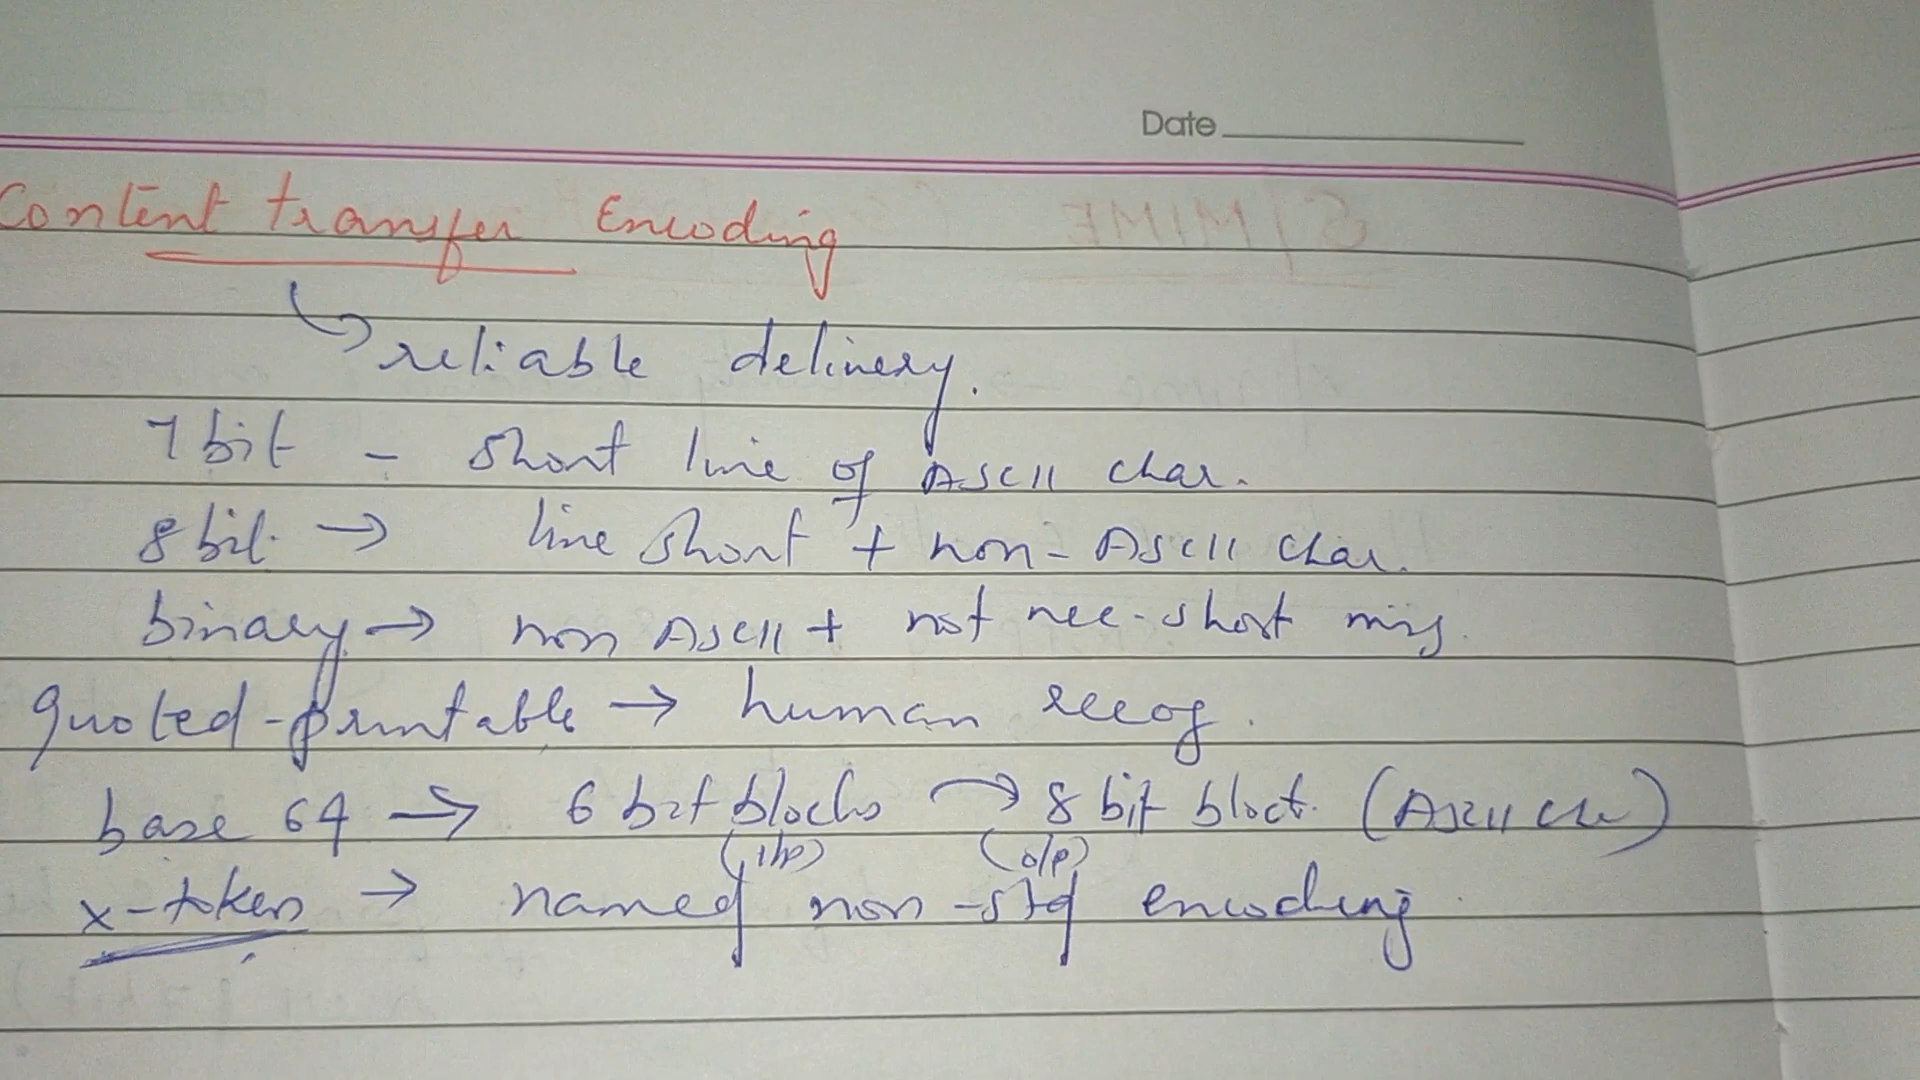 Date
Content transfer Encoding
reliable delivery.
7 bit - short line of ASCII char.
8 bit → line short + non-ASCII char.
binary → non ASCII + not nec-short msg.
quoted-printable → human recog.
base 64 → 6 bit blocks → 8 bit block. (ASCII ch)
(i/p) (o/p)
x-token → named non-std encoding.